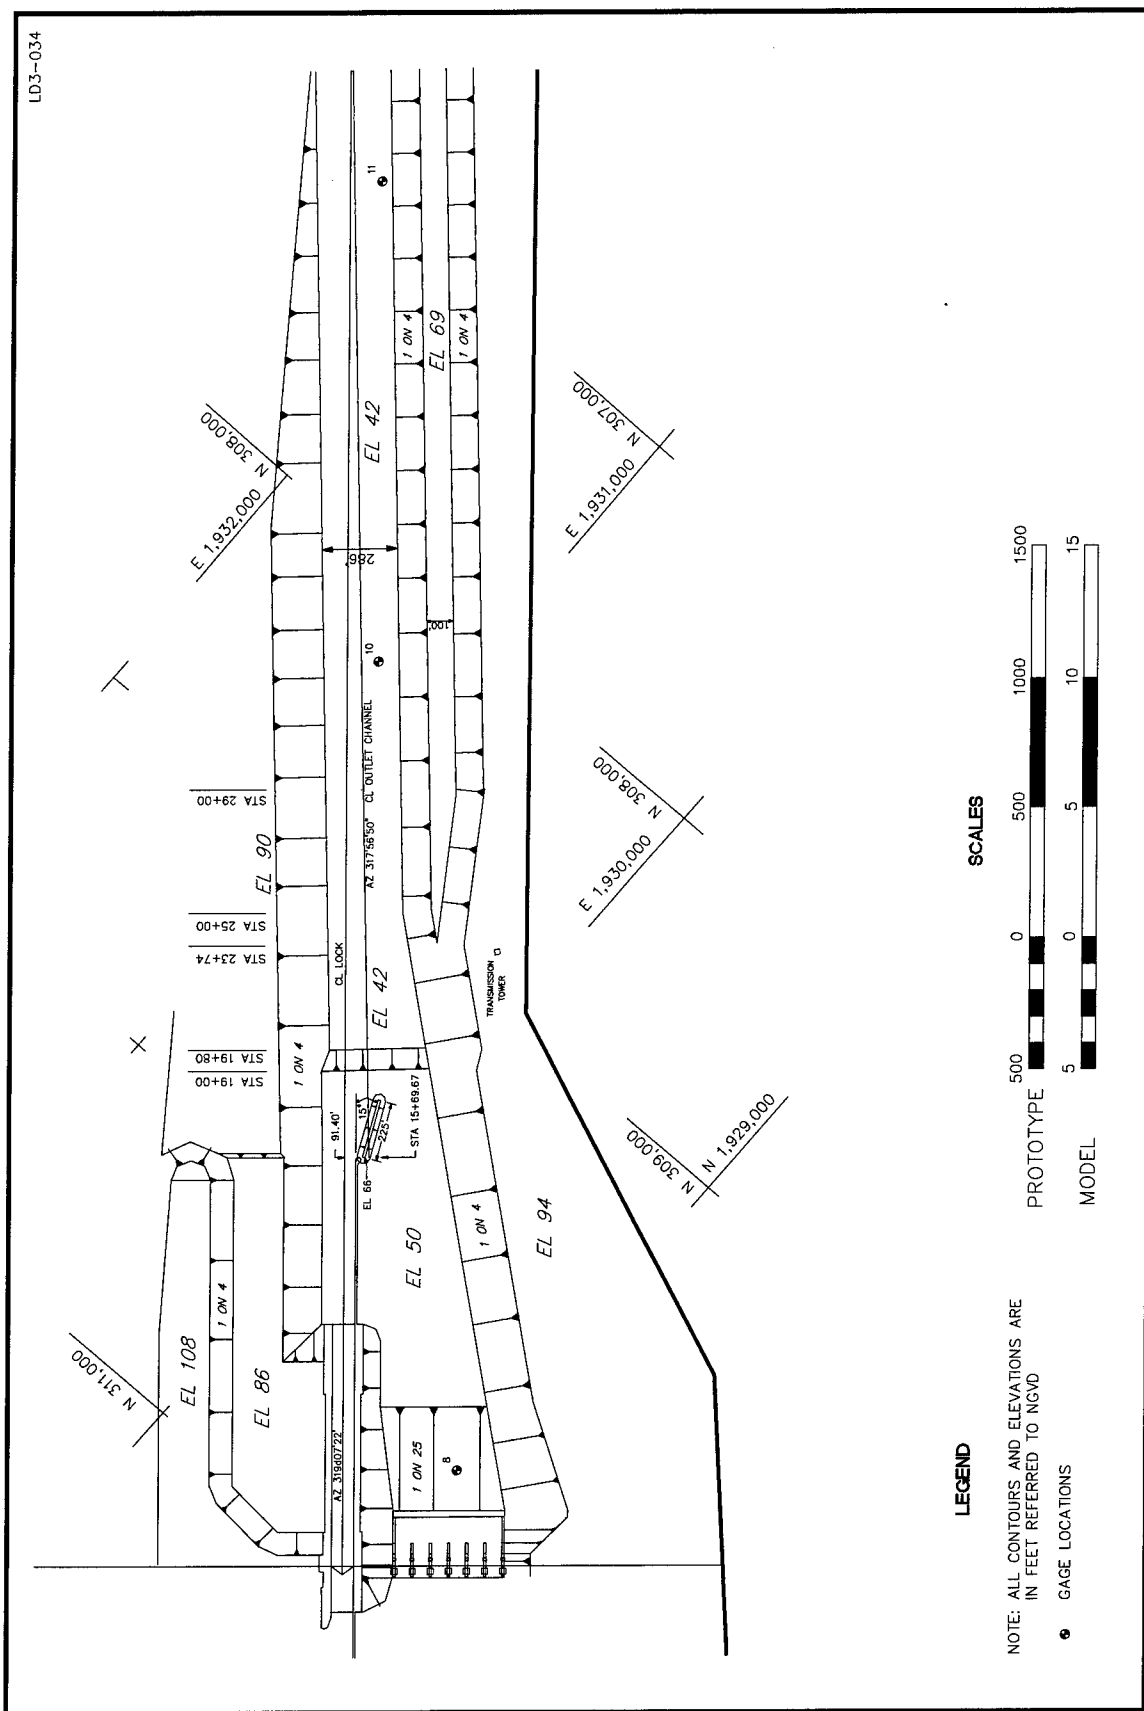 LD3-034
N 311,000
EL 108
1 ON 4
EL 86
AZ 319d07'22"
STA 19+00
STA 19+80
STA 23+74
STA 25+00
STA 29+00
1 ON 4
EL 90
E 1,932,000
N 308,000
CL LOCK
91.40'
15°
225'
EL 66
STA 15+69.67
EL 50
EL 42
AZ 317°56'50" CL OUTLET CHANNEL
10
286'
EL 42
11
1 ON 25
8
1 ON 4
EL 94
TRANSMISSION
TOWER
100'
1 ON 4
EL 69
1 ON 4
N 309,000
N 1,929,000
E 1,930,000
N 308,000
E 1,931,000
N 307,000
LEGEND
NOTE: ALL CONTOURS AND ELEVATIONS ARE
IN FEET REFERRED TO NGVD
GAGE LOCATIONS
SCALES
PROTOTYPE 500 0 500 1000 1500
MODEL 5 0 5 10 15